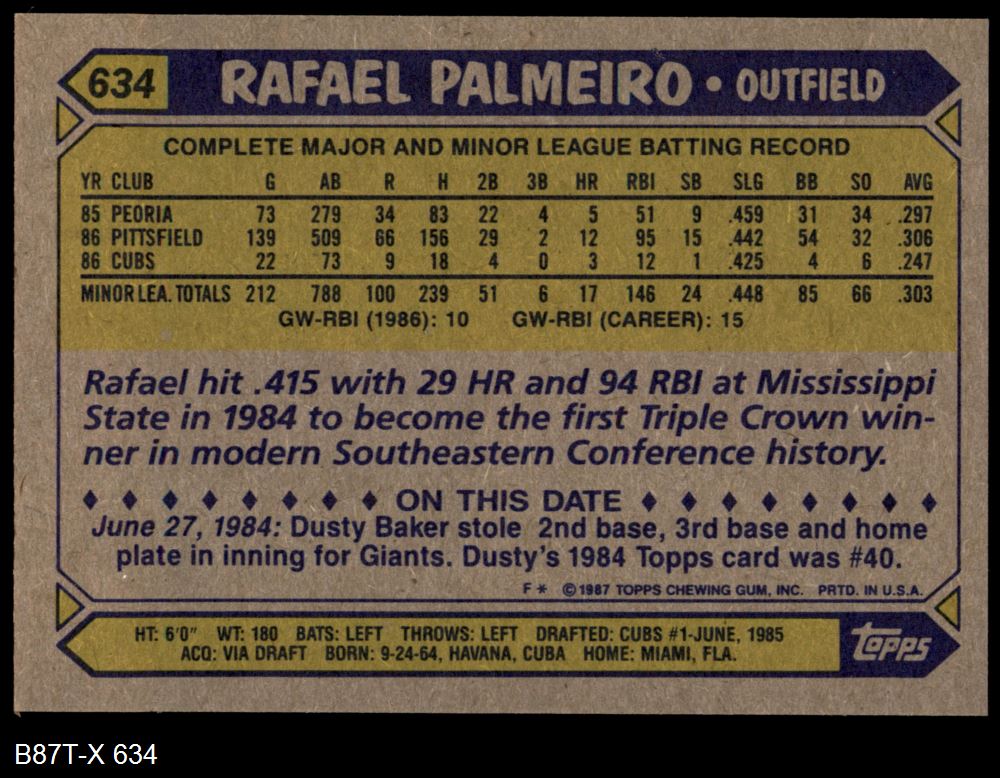 634 RAFAEL PALMEIRO • OUTFIELD
COMPLETE MAJOR AND MINOR LEAGUE BATTING RECORD
YR CLUB G AB R H 2B 3B HR RBI SB SLG BB SO AVG
85 PEORIA 73 279 34 83 22 4 5 51 9 .459 31 34 .297
86 PITTSFIELD 139 509 66 156 29 2 12 95 15 .442 54 32 .306
86 CUBS 22 73 9 18 4 0 3 12 1 .425 4 6 .247
MINOR LEA. TOTALS 212 788 100 239 51 6 17 146 24 .448 85 66 .303
GW-RBI (1986): 10 GW-RBI (CAREER): 15
Rafael hit .415 with 29 HR and 94 RBI at Mississippi
State in 1984 to become the first Triple Crown win-
ner in modern Southeastern Conference history.
♦ ♦ ♦ ♦ ♦ ♦ ♦ ♦ ON THIS DATE ♦ ♦ ♦ ♦ ♦ ♦ ♦ ♦
June 27, 1984: Dusty Baker stole 2nd base, 3rd base and home
plate in inning for Giants. Dusty's 1984 Topps card was #40.
F * © 1987 TOPPS CHEWING GUM, INC. PRTD. IN U.S.A.
HT: 6'0" WT: 180 BATS: LEFT THROWS: LEFT DRAFTED: CUBS #1-JUNE, 1985
ACQ: VIA DRAFT BORN: 9-24-64, HAVANA, CUBA HOME: MIAMI, FLA.
topps
B87T-X 634